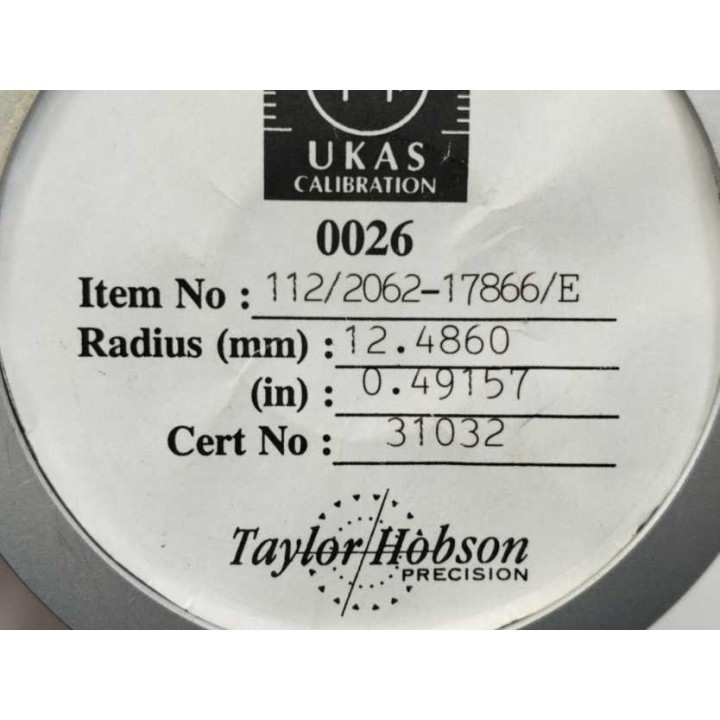 UKAS
CALIBRATION
0026
Item No : 112/2062-17866/E
Radius (mm) : 12.4860
(in) : 0.49157
Cert No : 31032
Taylor Hobson
PRECISION